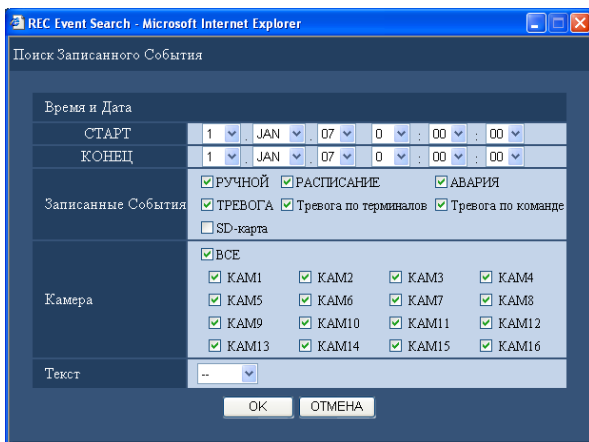 REC Event Search - Microsoft Internet Explorer
Поиск Записанного События
Время и Дата
СТАРТ 1 . JAN . 07 0 : 00 : 00
КОНЕЦ 1 . JAN . 07 0 : 00 : 00
РУЧНОЙ РАСПИСАНИЕ АВАРИЯ
Записанные События ТРЕВОГА Тревога по терминалов Тревога по команде
SD-карта
ВСЕ
КАМ1 КАМ2 КАМ3 КАМ4
Камера КАМ5 КАМ6 КАМ7 КАМ8
КАМ9 КАМ10 КАМ11 КАМ12
КАМ13 КАМ14 КАМ15 КАМ16
Текст --
OK ОТМЕНА